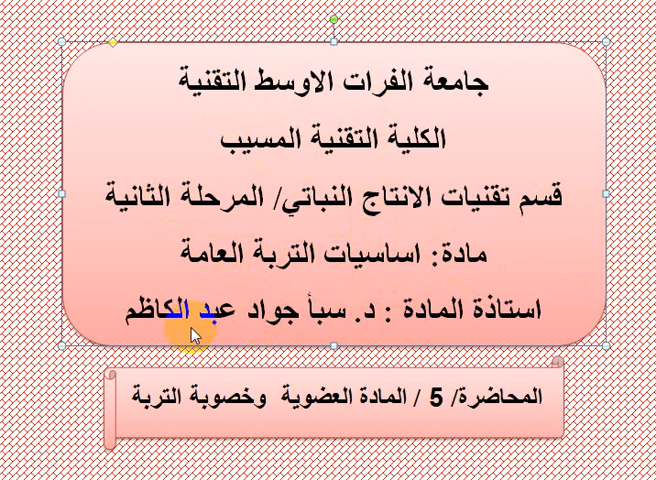 جامعة الفرات الاوسط التقنية
الكلية التقنية المسيب
قسم تقنيات الانتاج النباتي/ المرحلة الثانية
مادة: اساسيات التربة العامة
استاذة المادة : د. سبأ جواد عبد الكاظم
المحاضرة/ 5 / المادة العضوية وخصوبة التربة